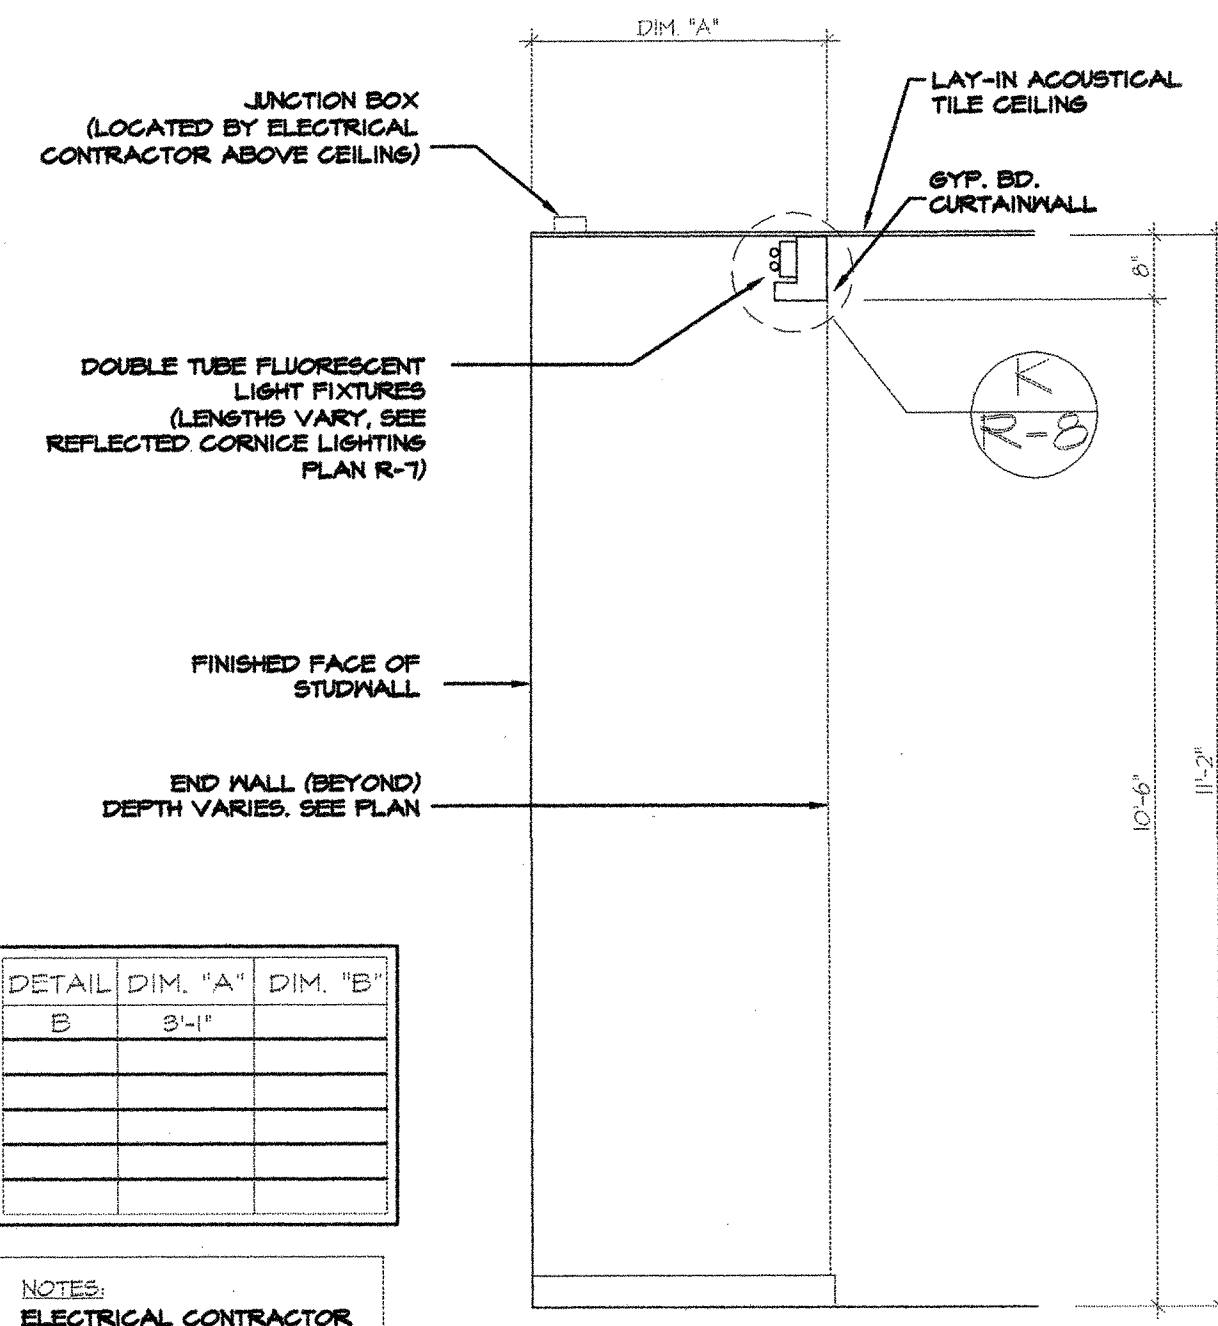 DIM. "A"
JUNCTION BOX
(LOCATED BY ELECTRICAL
CONTRACTOR ABOVE CEILING)
LAY-IN ACOUSTICAL
TILE CEILING
GYP. BD.
CURTAINWALL
8"
DOUBLE TUBE FLUORESCENT
LIGHT FIXTURES
(LENGTHS VARY, SEE
REFLECTED CORNICE LIGHTING
PLAN R-7)
K
R-8
FINISHED FACE OF
STUDWALL
END WALL (BEYOND)
DEPTH VARIES. SEE PLAN
10'-6"
11'-2"
DETAIL DIM. "A" DIM. "B"
B 3'-1"
NOTES:
ELECTRICAL CONTRACTOR